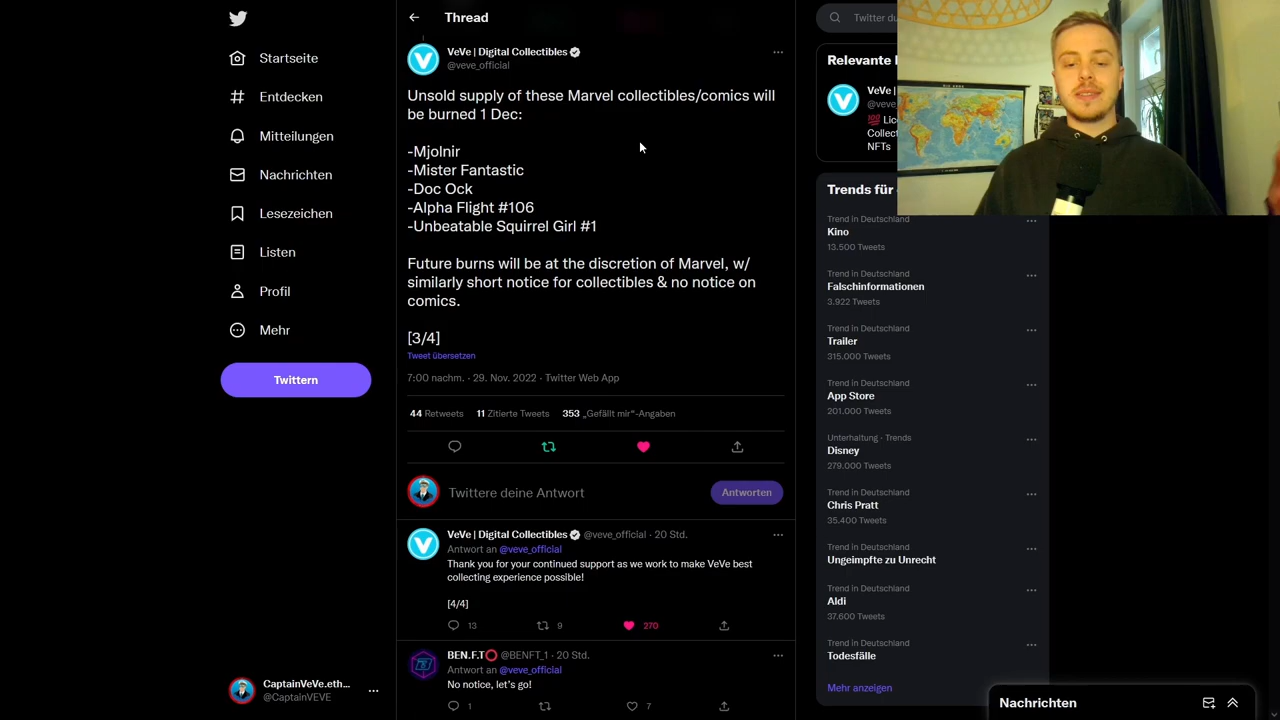 Startseite
Entdecken
Mitteilungen
Nachrichten
Lesezeichen
Listen
Profil
Mehr
Twittern
CaptainVeVe.eth...
@CaptainVEVE
Thread
VeVe | Digital Collectibles
@veve_official
Unsold supply of these Marvel collectibles/comics will
be burned 1 Dec:
-Mjolnir
-Mister Fantastic
-Doc Ock
-Alpha Flight #106
-Unbeatable Squirrel Girl #1
Future burns will be at the discretion of Marvel, w/
similarly short notice for collectibles & no notice on
comics.
[3/4]
Tweet übersetzen
7:00 nachm. · 29. Nov. 2022 · Twitter Web App
44 Retweets 11 Zitierte Tweets 353 „Gefällt mir“-Angaben
Twittere deine Antwort
Antworten
VeVe | Digital Collectibles @veve_official · 20 Std.
Antwort an @veve_official
Thank you for your continued support as we work to make VeVe best
collecting experience possible!
[4/4]
13 9 270
BEN.F.T⭕ @BENFT_1 · 20 Std.
Antwort an @veve_official
No notice, let's go!
1 7
Twitter du
Relevante
VeVe |
@veve
💯 Lic
Collect
NFTs
Trends für
Trend in Deutschland
Kino
13.500 Tweets
Trend in Deutschland
Falschinformationen
3.922 Tweets
Trend in Deutschland
Trailer
315.000 Tweets
Trend in Deutschland
App Store
201.000 Tweets
Unterhaltung · Trends
Disney
279.000 Tweets
Trend in Deutschland
Chris Pratt
35.400 Tweets
Trend in Deutschland
Ungeimpfte zu Unrecht
Trend in Deutschland
Aldi
37.600 Tweets
Trend in Deutschland
Todesfälle
Mehr anzeigen
Nachrichten